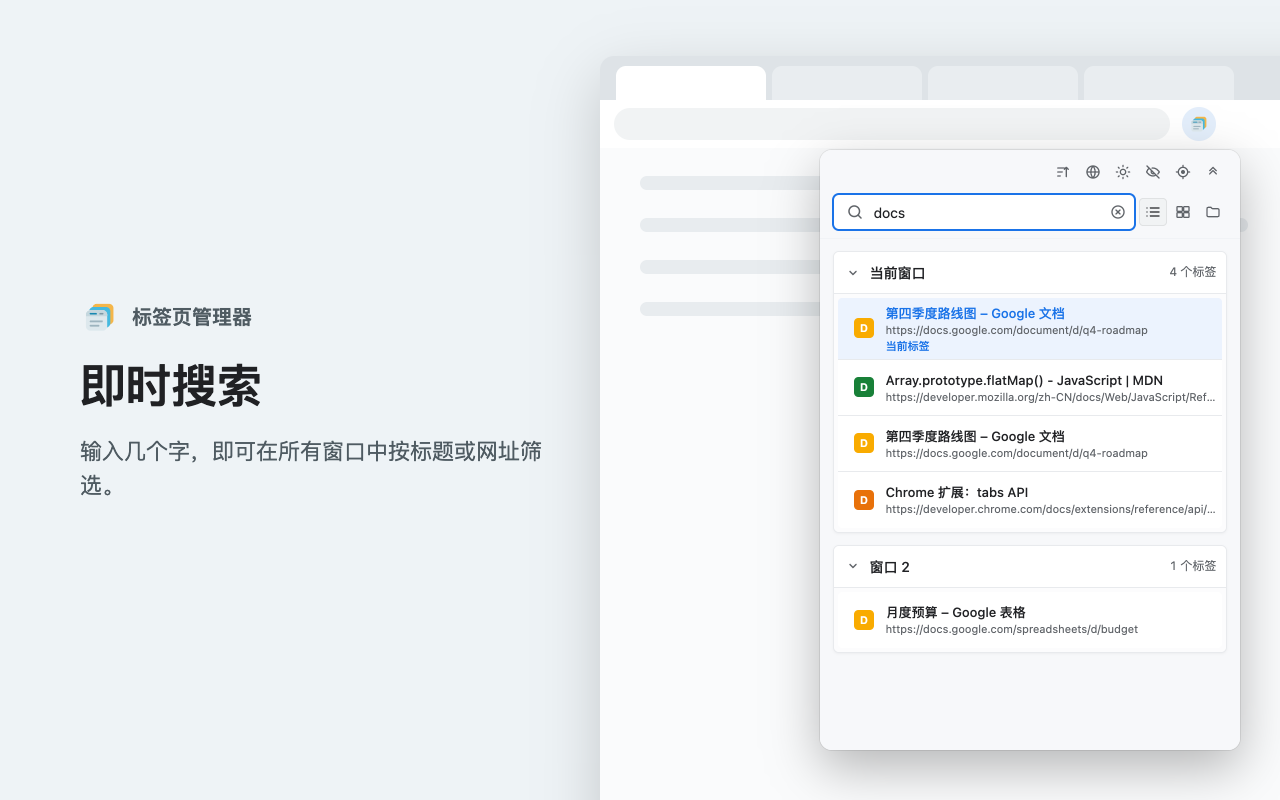 标签页管理器
即时搜索
输入几个字，即可在所有窗口中按标题或网址筛
选。
docs
当前窗口
4 个标签
D
第四季度路线图 – Google 文档
https://docs.google.com/document/d/q4-roadmap
当前标签
D
Array.prototype.flatMap() - JavaScript | MDN
https://developer.mozilla.org/zh-CN/docs/Web/JavaScript/Ref...
D
第四季度路线图 – Google 文档
https://docs.google.com/document/d/q4-roadmap
D
Chrome 扩展：tabs API
https://developer.chrome.com/docs/extensions/reference/api/...
窗口 2
1 个标签
D
月度预算 – Google 表格
https://docs.google.com/spreadsheets/d/budget